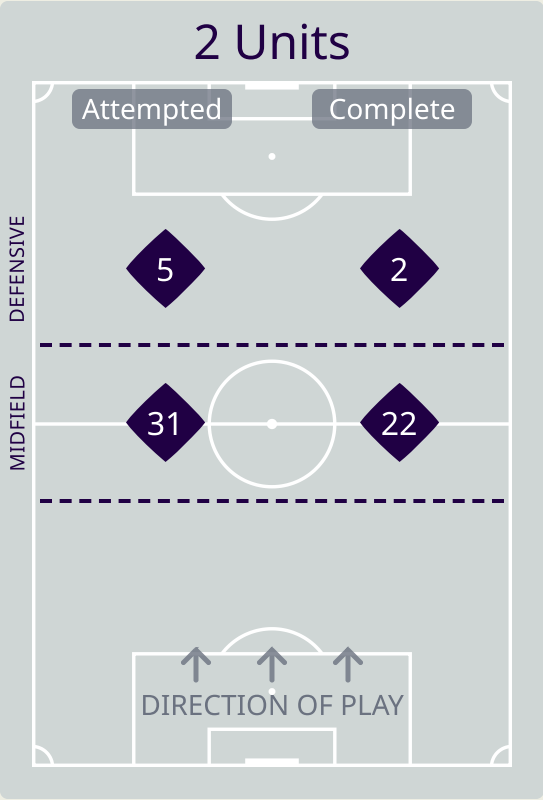 2 Units
Attempted Complete
DEFENSIVE
5 2
MIDFIELD
31 22
DIRECTION OF PLAY